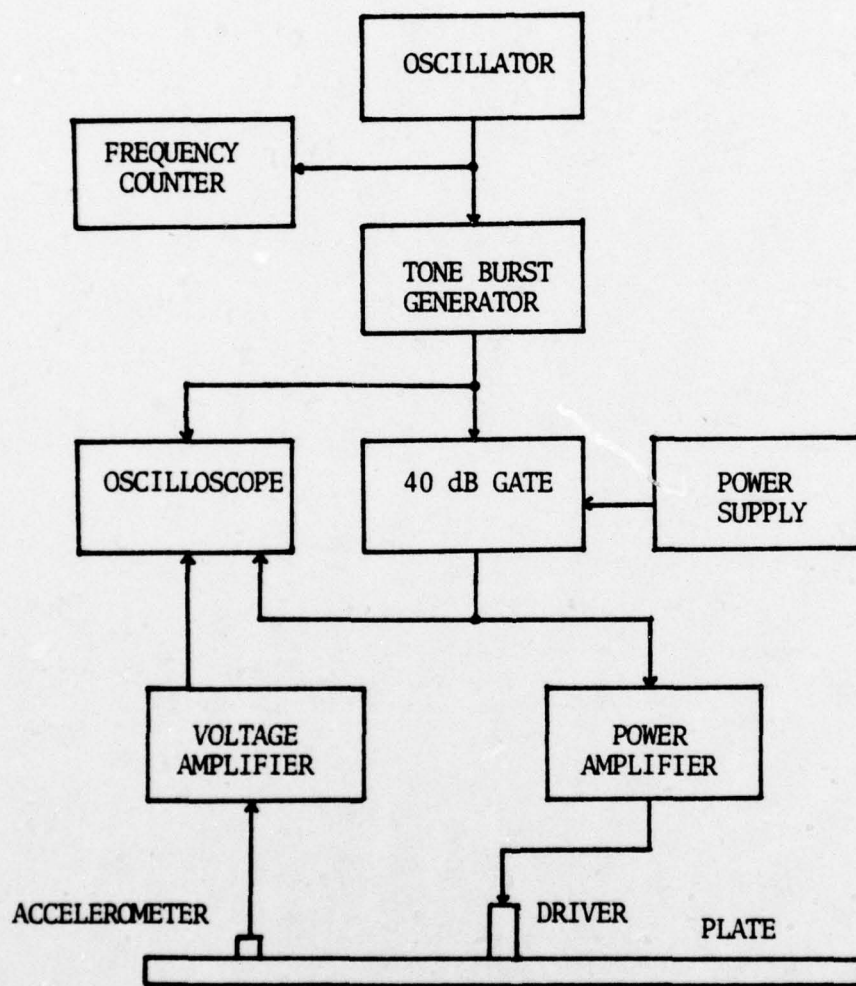 OSCILLATOR
FREQUENCY
COUNTER
TONE BURST
GENERATOR
OSCILLOSCOPE
40 dB GATE
POWER
SUPPLY
VOLTAGE
AMPLIFIER
POWER
AMPLIFIER
ACCELEROMETER
DRIVER
PLATE